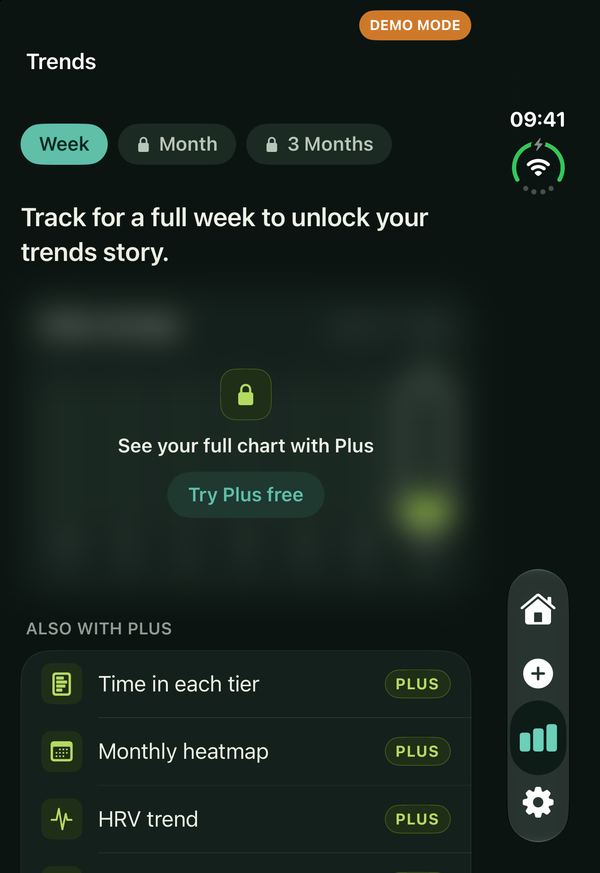 DEMO MODE
Trends
09:41
Week
Month
3 Months
Track for a full week to unlock your
trends story.
See your full chart with Plus
Try Plus free
ALSO WITH PLUS
Time in each tier
PLUS
Monthly heatmap
PLUS
HRV trend
PLUS